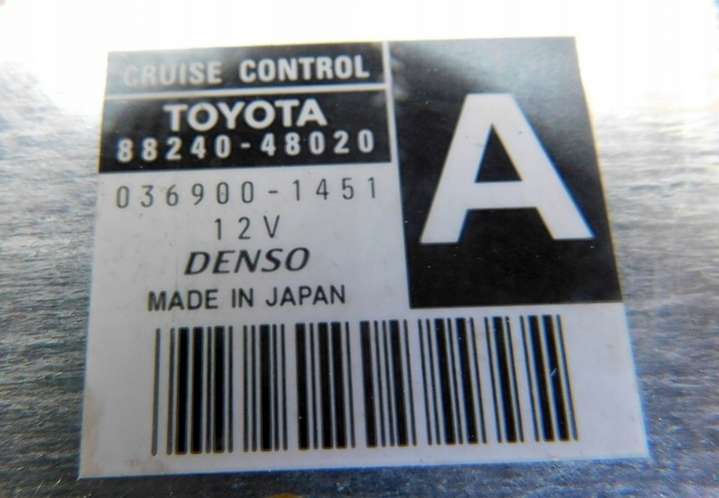 CRUISE CONTROL
TOYOTA
88240-48020
A
036900-1451
12V
DENSO
MADE IN JAPAN